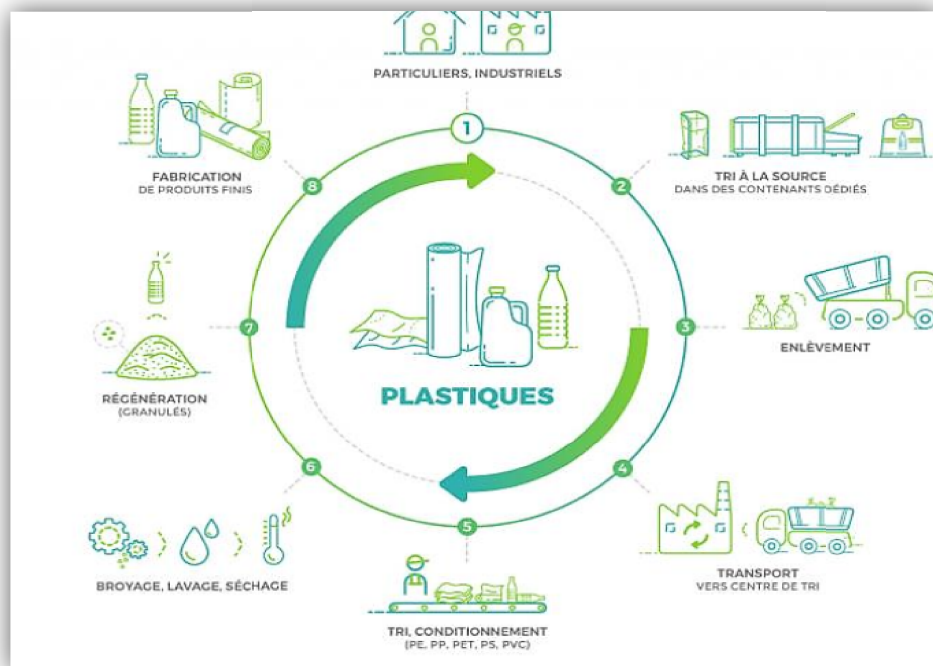 PARTICULIERS, INDUSTRIELS
1
2
TRI À LA SOURCE
DANS DES CONTENANTS DÉDIÉS
3
ENLÈVEMENT
4
TRANSPORT
VERS CENTRE DE TRI
5
TRI, CONDITIONNEMENT
(PE, PP, PET, PS, PVC)
6
BROYAGE, LAVAGE, SÉCHAGE
7
RÉGÉNÉRATION
(GRANULÉS)
8
FABRICATION
DE PRODUITS FINIS
PLASTIQUES